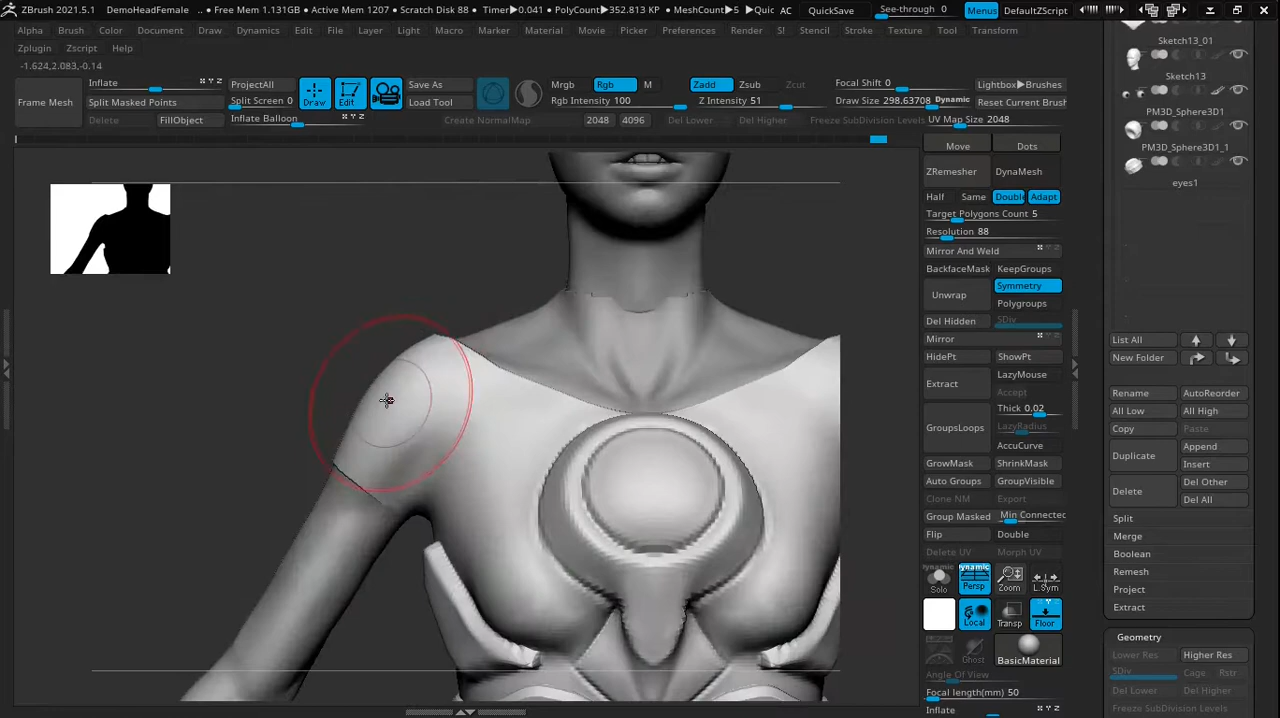 ZBrush 2021.5.1 DemoHeadFemale .. • Free Mem 1.131GB • Active Mem 1207 • Scratch Disk 88 • Timer▶0.041 • PolyCount▶352.813 KP • MeshCount▶5 ▶Quic AC QuickSave See-through 0 Menus DefaultZScript
Alpha Brush Color Document Draw Dynamics Edit File Layer Light Macro Marker Material Movie Picker Preferences Render S! Stencil Stroke Texture Tool Transform
Zplugin Zscript Help
-1.624,2.083,-0.14
Frame Mesh
Inflate
Split Masked Points
Delete FillObject
ProjectAll
Split Screen 0
Inflate Balloon
Draw
Edit
Save As
Load Tool
Create NormalMap
Mrgb Rgb M
Rgb Intensity 100
2048 4096
Zadd Zsub Zcut
Z Intensity 51
Del Lower Del Higher
Focal Shift 0
Draw Size 298.63708 Dynamic
Freeze SubDivision Levels
Lightbox▶Brushes
Reset Current Brush
UV Map Size 2048
Move Dots
ZRemesher DynaMesh
Half Same Double Adapt
Target Polygons Count 5
Resolution 88
Mirror And Weld
BackfaceMask KeepGroups
Unwrap Symmetry
Polygroups
Del Hidden SDiv
Mirror
HidePt ShowPt
Extract LazyMouse
Accept
Thick 0.02
GroupsLoops LazyRadius
AccuCurve
GrowMask ShrinkMask
Auto Groups GroupVisible
Clone NM Export
Group Masked Min Connected
Flip Double
Delete UV Morph UV
Dynamic
Solo
Dynamic
Persp
Zoom
L.Sym
Local
Transp
Floor
Ghost
BasicMaterial
Angle Of View
Focal length(mm) 50
Inflate
Sketch13_01
Sketch13
PM3D_Sphere3D1
PM3D_Sphere3D1_1
eyes1
List All
New Folder
Rename AutoReorder
All Low All High
Copy Paste
Duplicate Append
Insert
Delete Del Other
Del All
Split
Merge
Boolean
Remesh
Project
Extract
Geometry
Lower Res Higher Res
SDiv Cage Rstr
Del Lower Del Higher
Freeze SubDivision Levels